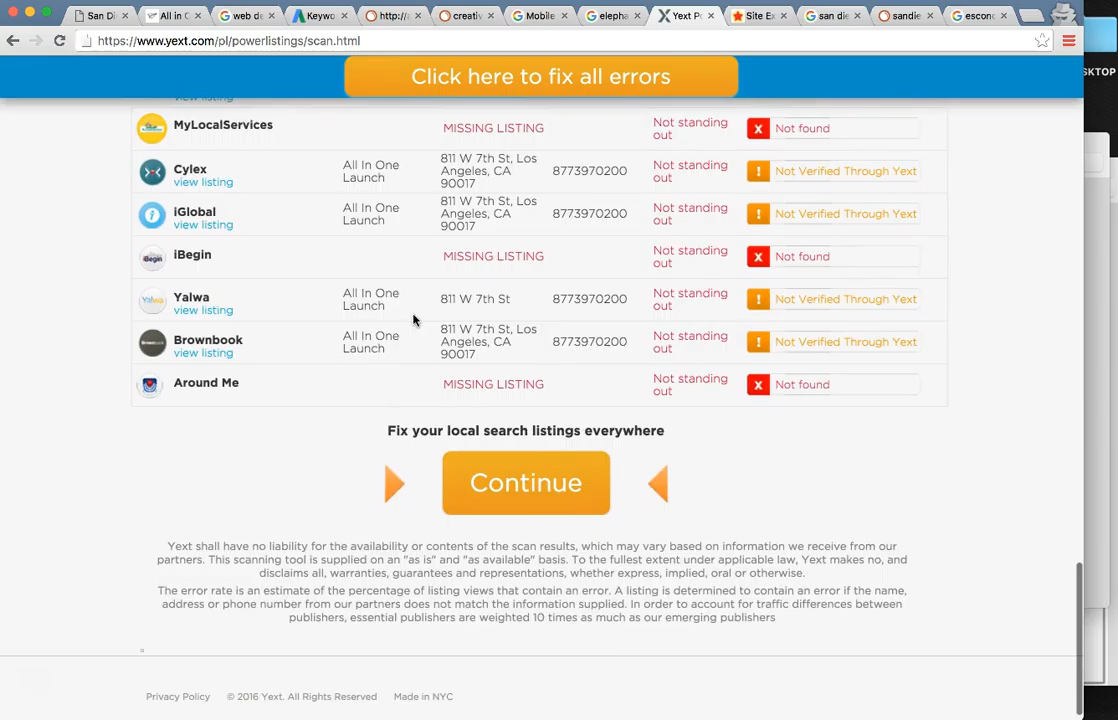 San Di
All in C
web de
Keywo
http://
creativ
Mobile
elepha
Yext P
Site Ex
san die
sandie
escond
https://www.yext.com/pl/powerlistings/scan.html
DESKTOP
Click here to fix all errors
view listing
MyLocalServices MISSING LISTING Not standing out Not found
Cylex
view listing
All In One
Launch
811 W 7th St, Los
Angeles, CA
90017
8773970200
Not standing
out
Not Verified Through Yext
iGlobal
view listing
All In One
Launch
811 W 7th St, Los
Angeles, CA
90017
8773970200
Not standing
out
Not Verified Through Yext
iBegin
iBegin
MISSING LISTING
Not standing
out
Not found
Yalwa
Yalwa
view listing
All In One
Launch
811 W 7th St
8773970200
Not standing
out
Not Verified Through Yext
Brownbook
view listing
All In One
Launch
811 W 7th St, Los
Angeles, CA
90017
8773970200
Not standing
out
Not Verified Through Yext
Around Me
MISSING LISTING
Not standing
out
Not found
Fix your local search listings everywhere
Continue
Yext shall have no liability for the availability or contents of the scan results, which may vary based on information we receive from our
partners. This scanning tool is supplied on an "as is" and "as available" basis. To the fullest extent under applicable law, Yext makes no, and
disclaims all, warranties, guarantees and representations, whether express, implied, oral or otherwise.
The error rate is an estimate of the percentage of listing views that contain an error. A listing is determined to contain an error if the name,
address or phone number from our partners does not match the information supplied. In order to account for traffic differences between
publishers, essential publishers are weighted 10 times as much as our emerging publishers
Privacy Policy © 2016 Yext. All Rights Reserved Made in NYC